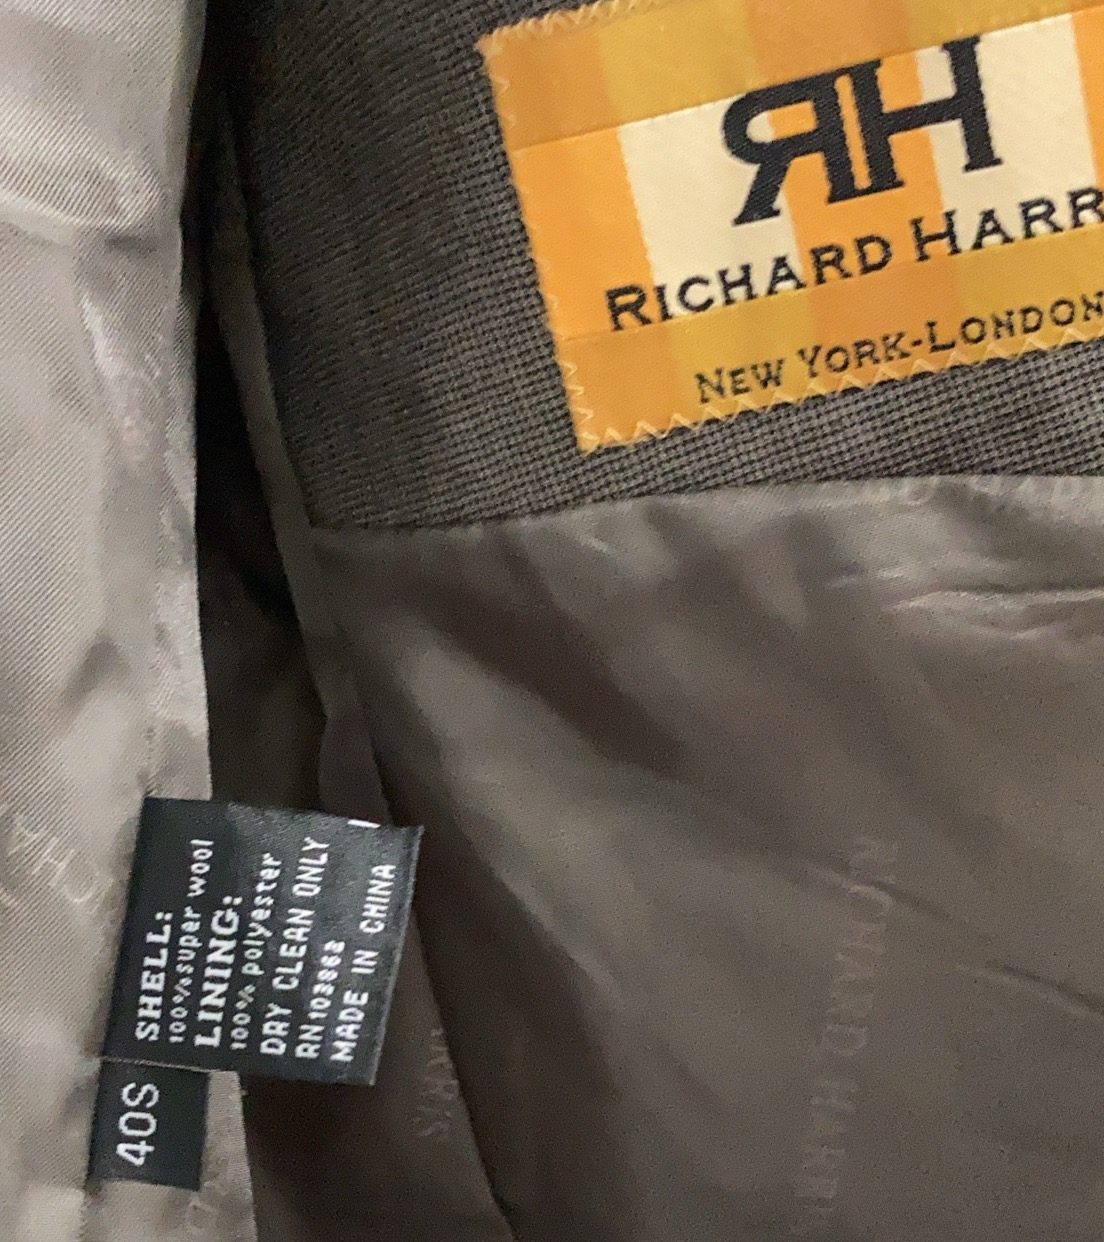 RH
RICHARD HARR
NEW YORK-LONDON
SHELL:
100%super wool
LINING:
100% polyester
DRY CLEAN ONLY
RN103862
MADE IN CHINA
40S